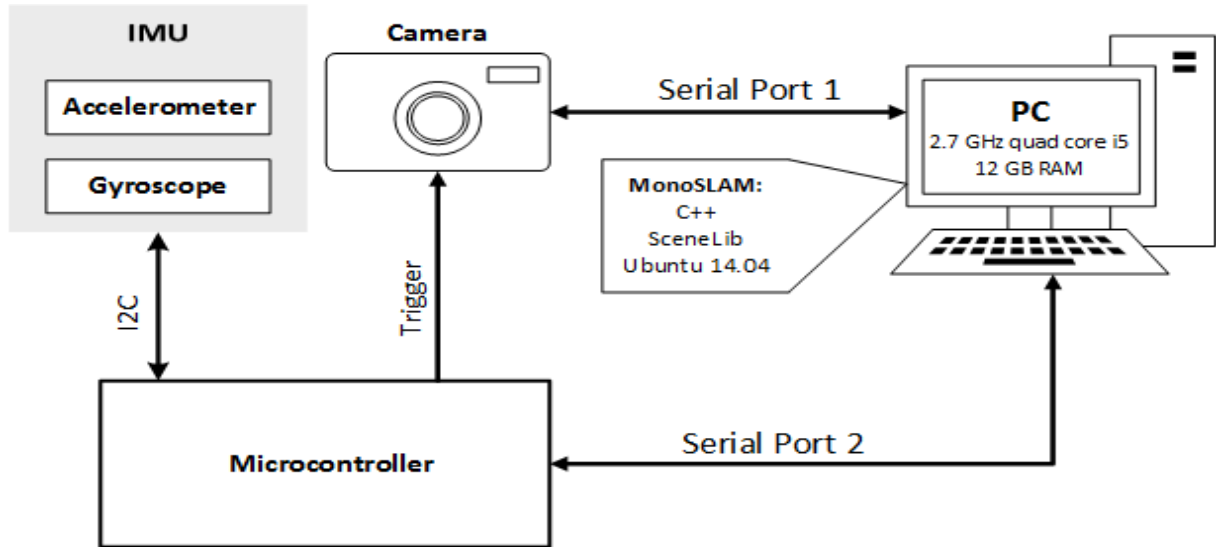 IMU
Accelerometer
Gyroscope
Camera
Serial Port 1
PC
2.7 GHz quad core i5
12 GB RAM
MonoSLAM:
C++
SceneLib
Ubuntu 14.04
I2C
Trigger
Microcontroller
Serial Port 2